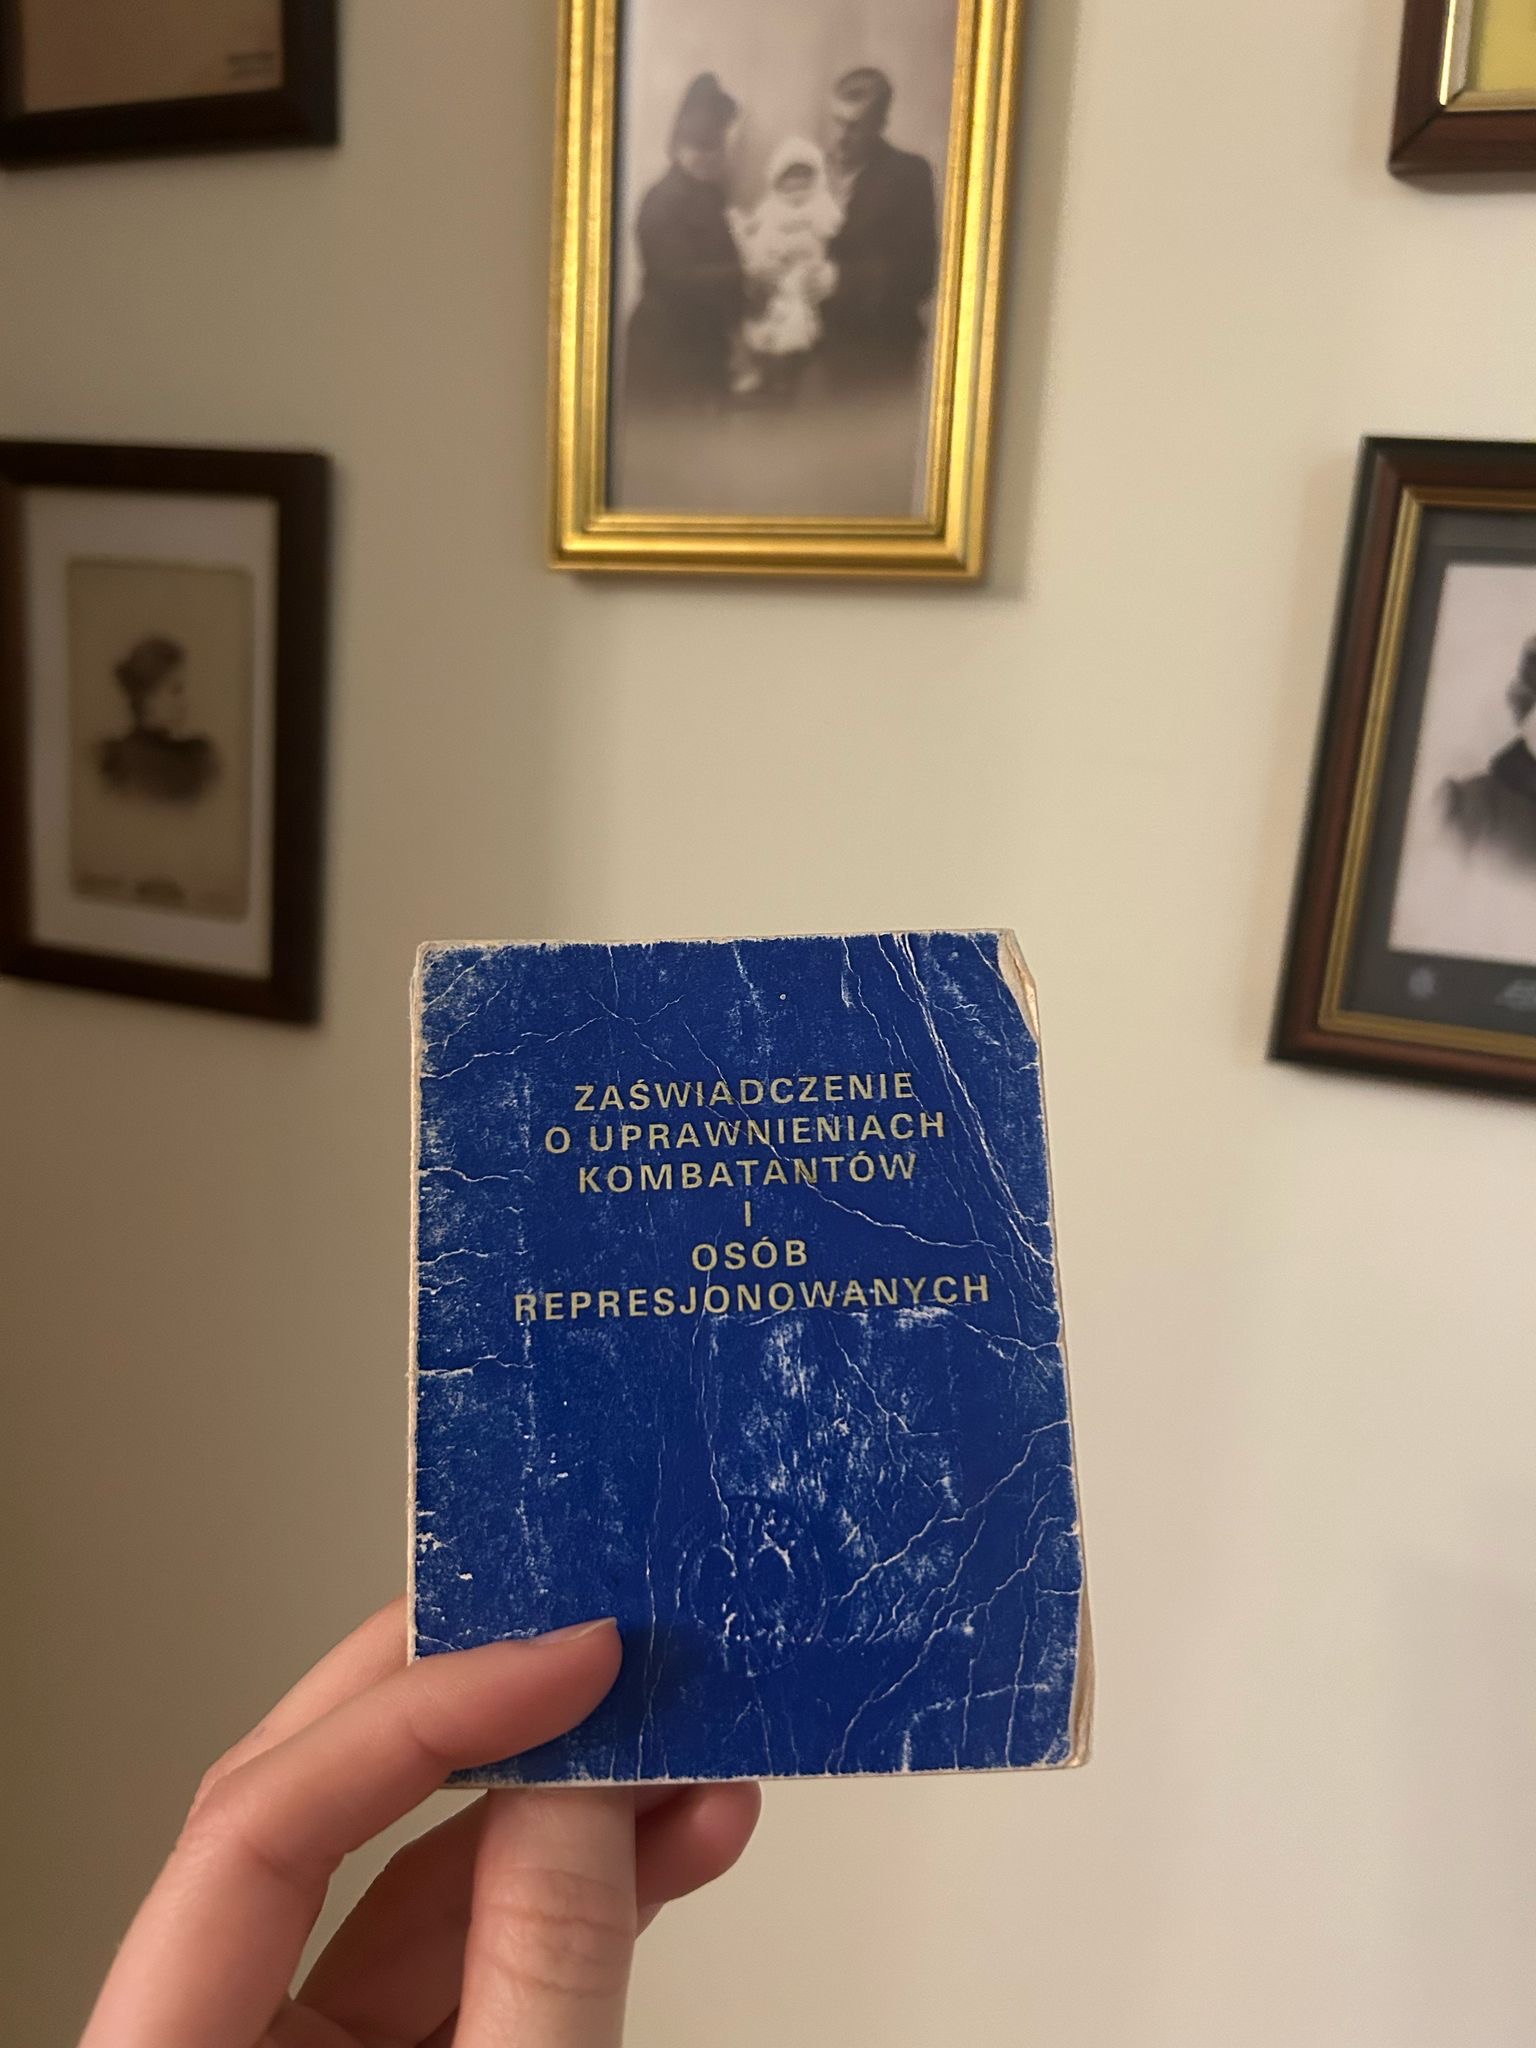 ZAŚWIADCZENIE
O UPRAWNIENIACH
KOMBATANTÓW
I
OSÓB
REPRESJONOWANYCH